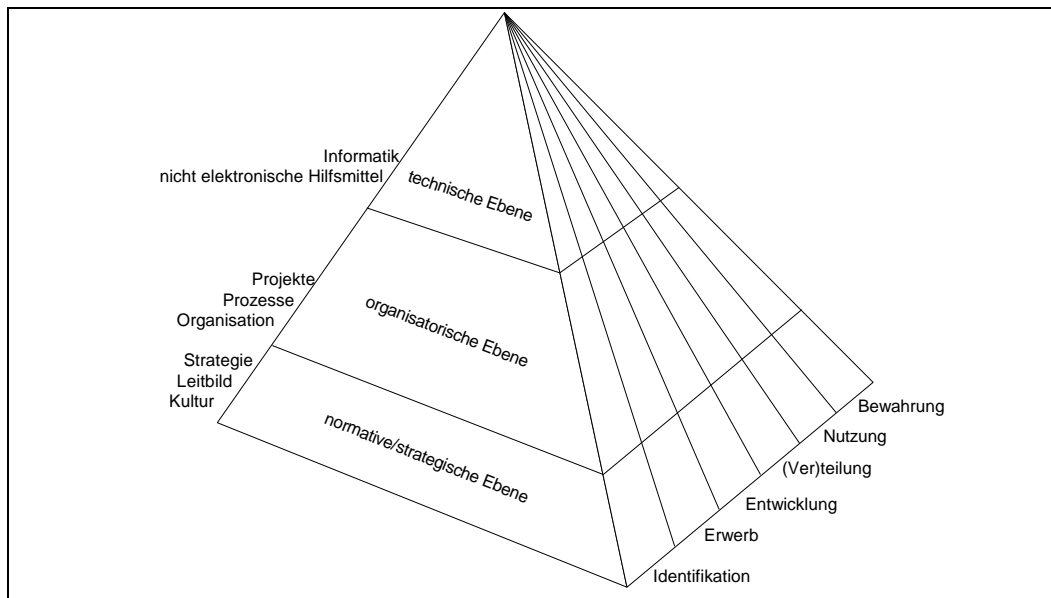 Informatik
nicht elektronische Hilfsmittel
technische Ebene
Projekte
Prozesse
Organisation
organisatorische Ebene
Strategie
Leitbild
Kultur
normative/strategische Ebene
Bewahrung
Nutzung
(Ver)teilung
Entwicklung
Erwerb
Identifikation